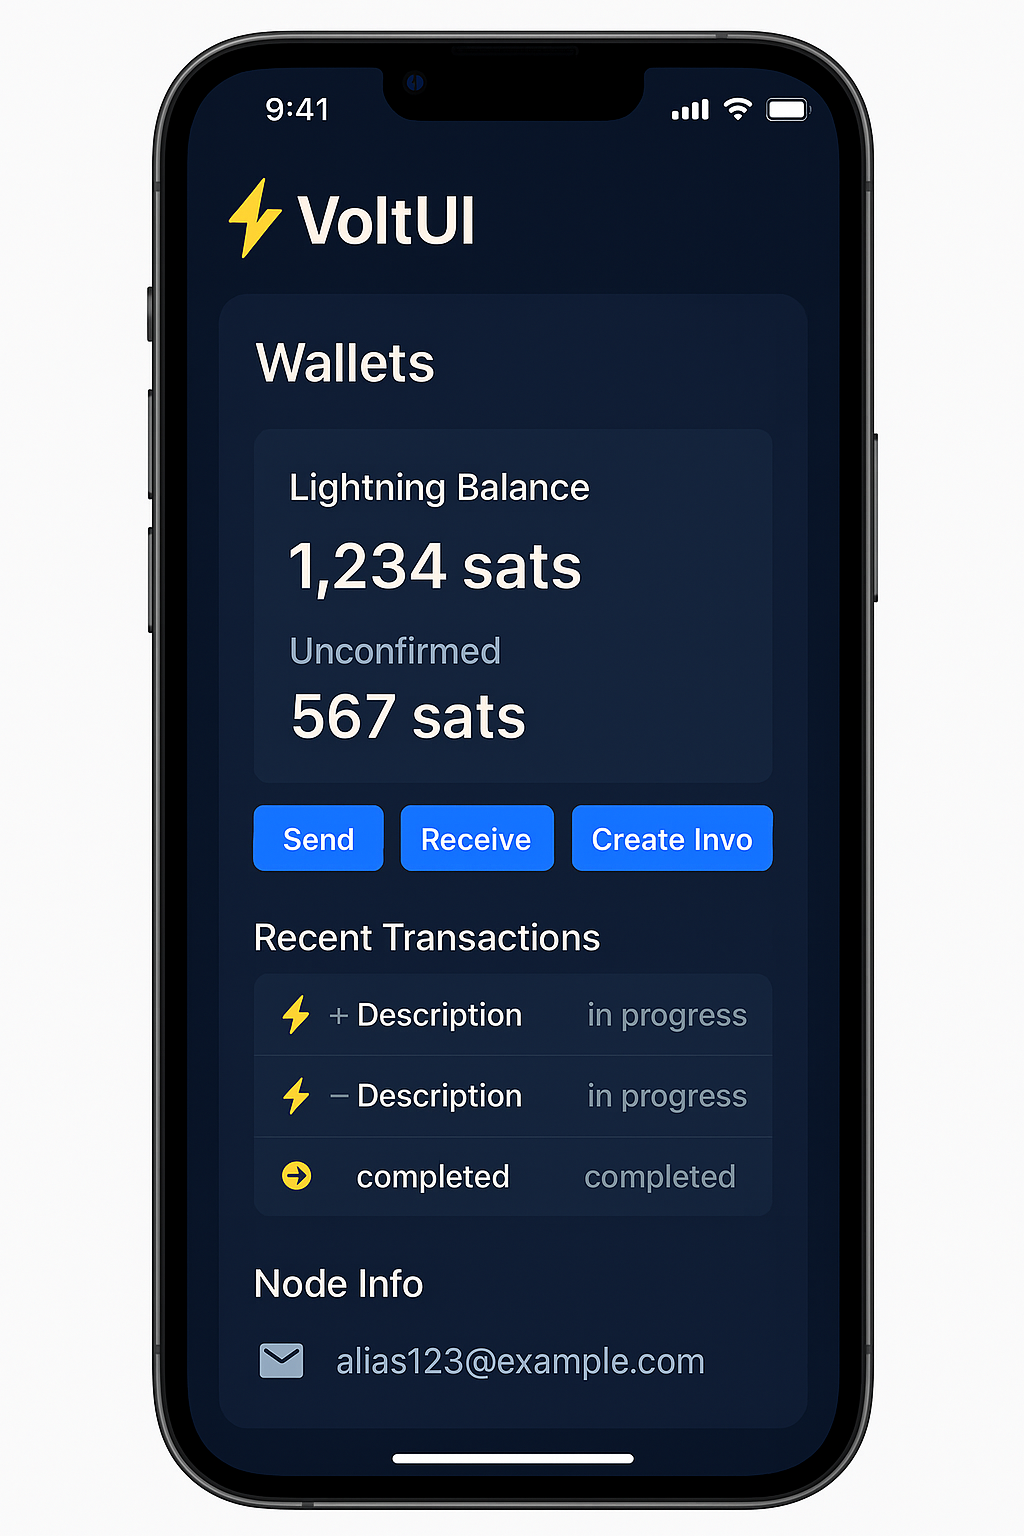 9:41
VoltUI
Wallets
Lightning Balance
1,234 sats
Unconfirmed
567 sats
Send Receive Create Invo
Recent Transactions
+ Description in progress
− Description in progress
completed completed
Node Info
alias123@example.com